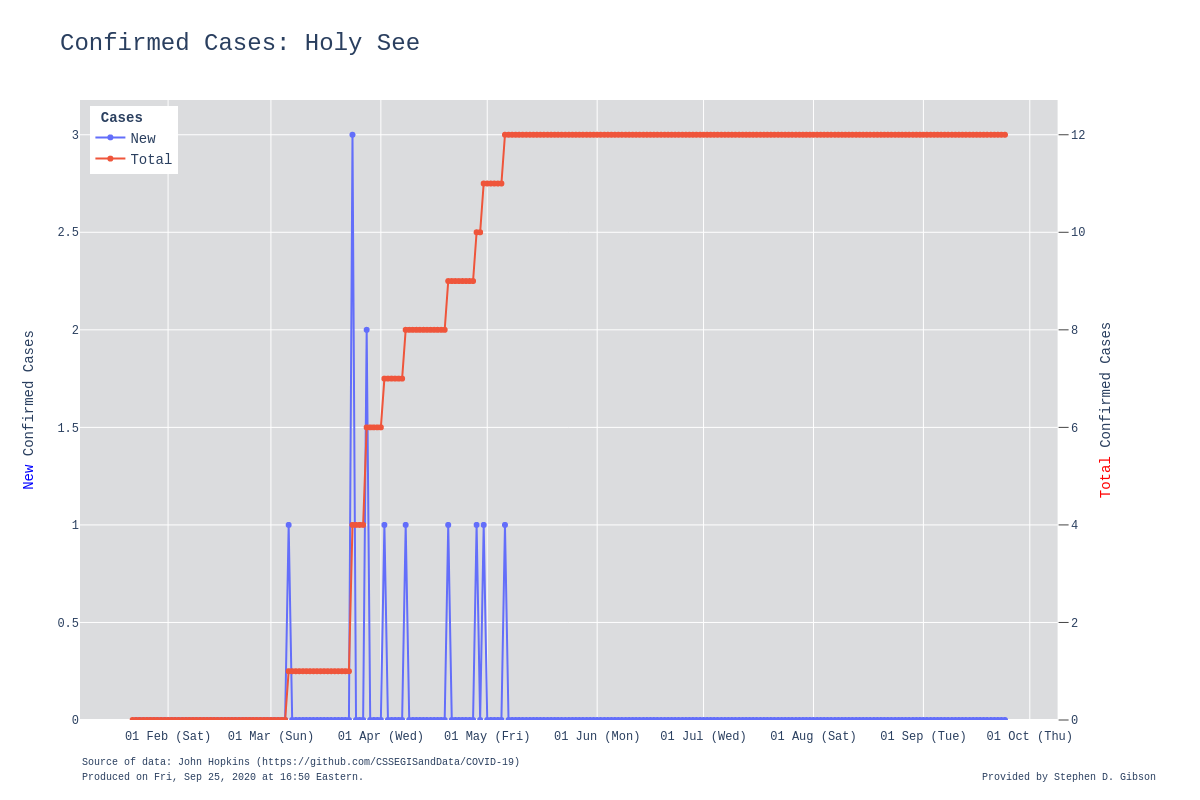 Confirmed Cases: Holy See
Cases
New
Total
3
2.5
2
1.5
1
0.5
0
12
10
8
6
4
2
0
New Confirmed Cases
Total Confirmed Cases
01 Feb (Sat) 01 Mar (Sun) 01 Apr (Wed) 01 May (Fri) 01 Jun (Mon) 01 Jul (Wed) 01 Aug (Sat) 01 Sep (Tue) 01 Oct (Thu)
Source of data: John Hopkins (https://github.com/CSSEGISandData/COVID-19)
Produced on Fri, Sep 25, 2020 at 16:50 Eastern.
Provided by Stephen D. Gibson